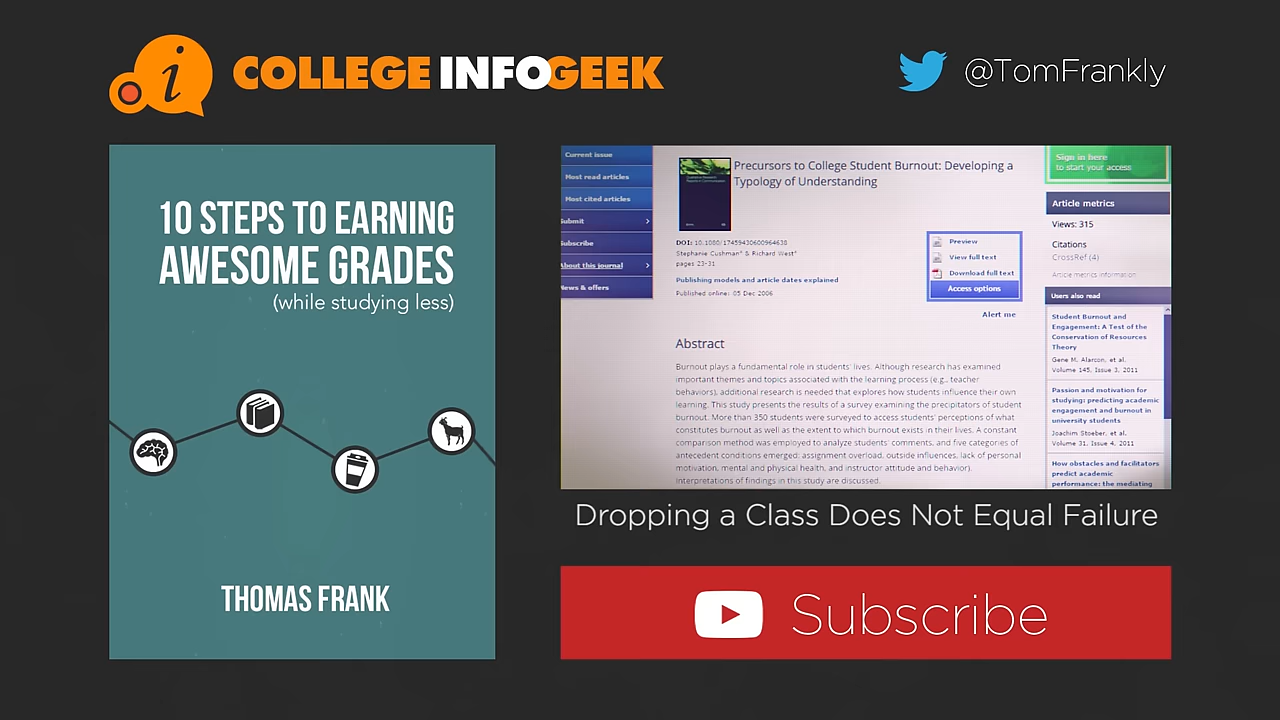 i COLLEGE INFOGEEK
@TomFrankly
10 STEPS TO EARNING
AWESOME GRADES
(while studying less)
THOMAS FRANK
Current issue
Most read articles
Most cited articles
Submit
Subscribe
About this journal
News & offers
Precursors to College Student Burnout: Developing a
Typology of Understanding
DOI: 10.1080/17459430600964638
Stephanie Cushman* & Richard West*
pages 23-31
Publishing models and article dates explained
Published online: 05 Dec 2006
Preview
View full text
Download full text
Access options
Alert me
Abstract
Burnout plays a fundamental role in students' lives. Although research has examined
important themes and topics associated with the learning process (e.g., teacher
behaviors), additional research is needed that explores how students influence their own
learning. This study presents the results of a survey examining the precipitators of student
burnout. More than 350 students were surveyed to access students' perceptions of what
constitutes burnout as well as the extent to which burnout exists in their lives. A constant
comparison method was employed to analyze students' comments, and five categories of
antecedent conditions emerged: assignment overload, outside influences, lack of personal
motivation, mental and physical health, and instructor attitude and behavior).
Interpretations of findings in this study are discussed.
Sign in here
to start your access
Article metrics
Views: 315
Citations
CrossRef (4)
Article metrics information
Users also read
Student Burnout and
Engagement: A Test of the
Conservation of Resources
Theory
Gene M. Alarcon, et al.
Volume 145, Issue 3, 2011
Passion and motivation for
studying: predicting academic
engagement and burnout in
university students
Joachim Stoeber, et al.
Volume 31, Issue 4, 2011
How obstacles and facilitators
predict academic
performance: the mediating
Dropping a Class Does Not Equal Failure
Subscribe